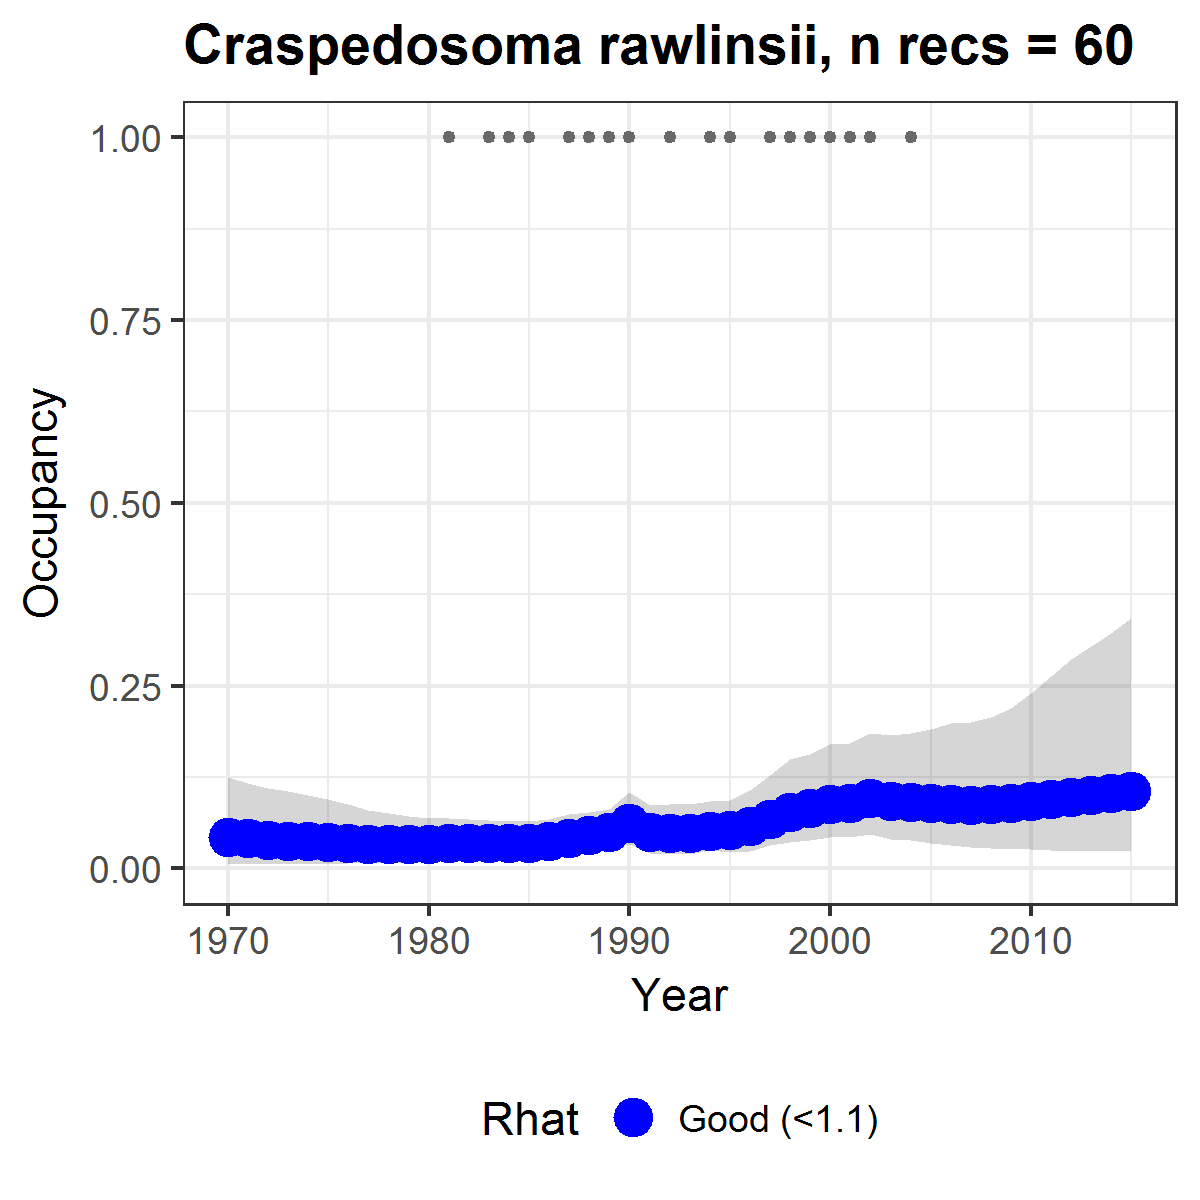 Craspedosoma rawlinsii, n recs = 60
1.00
0.75
0.50
0.25
0.00
Occupancy
1970 1980 1990 2000 2010
Year
Rhat Good (<1.1)